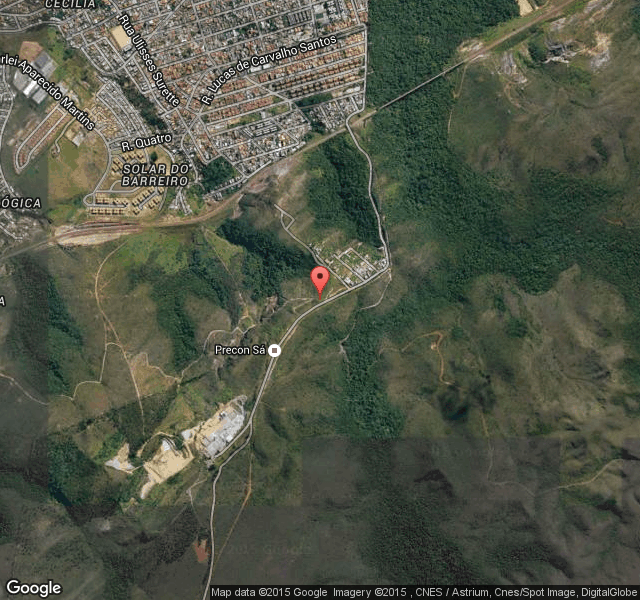 CECÍLIA
Rua Ulisses Surette
R. Lucas de Carvalho Santos
rlei Aparecido Martins
R. Quatro
SOLAR DO
BARREIRO
ÓGICA
A
Precon Sá
Google
Map data ©2015 Google Imagery ©2015 , CNES / Astrium, Cnes/Spot Image, DigitalGlobe